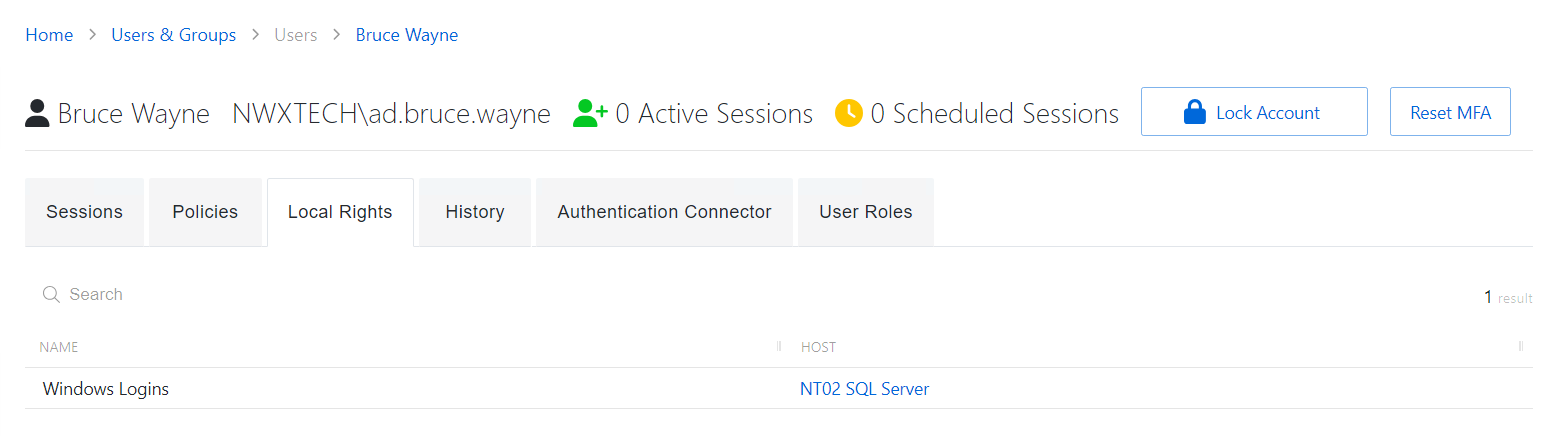 Home > Users & Groups > Users > Bruce Wayne
Bruce Wayne NWXTECH\ad.bruce.wayne 0 Active Sessions 0 Scheduled Sessions Lock Account Reset MFA
Sessions Policies Local Rights History Authentication Connector User Roles
Search 1 result
NAME HOST
Windows Logins NT02 SQL Server